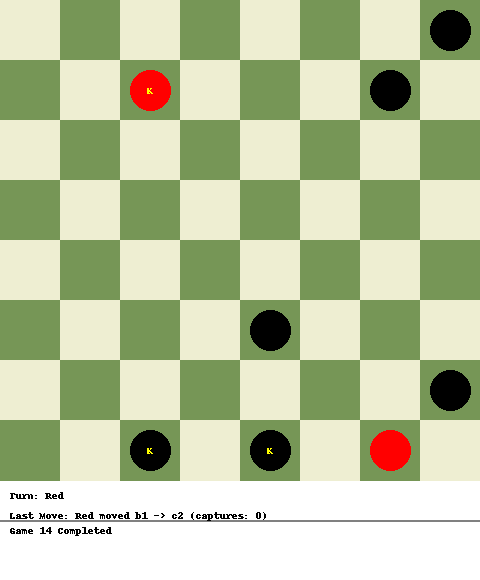 K
K K
Turn: Red
Last Move: Red moved b1 -> c2 (captures: 0)
Game 14 Completed